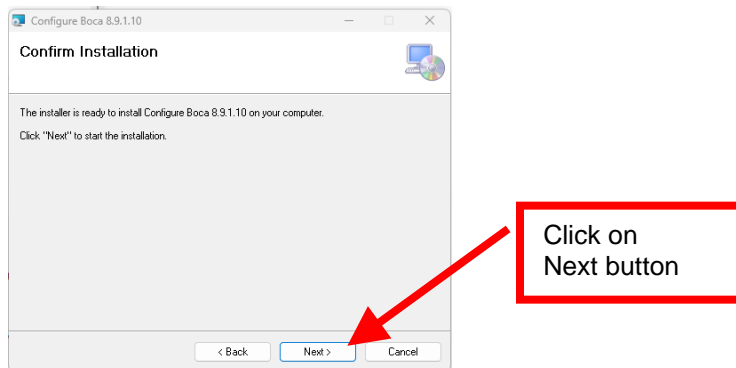 Configure Boca 8.9.1.10
Confirm Installation
The installer is ready to install Configure Boca 8.9.1.10 on your computer.
Click "Next" to start the installation.
Click on
Next button
< Back
Next >
Cancel